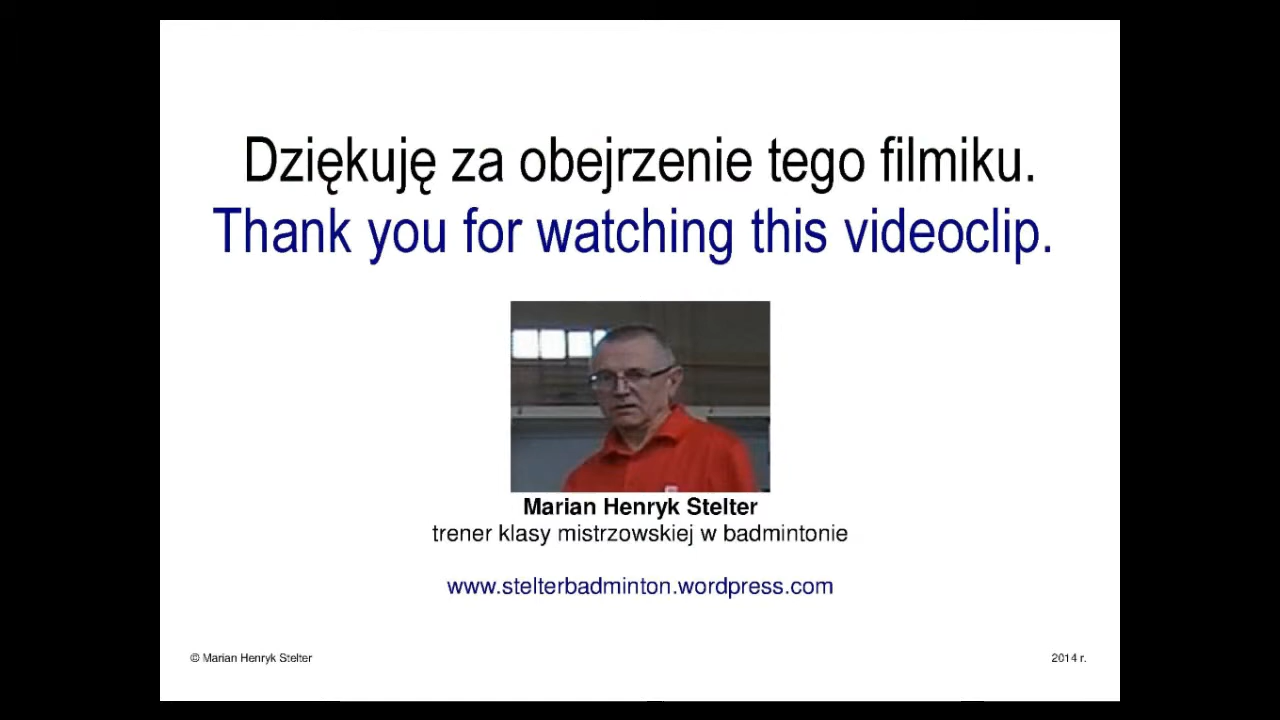 Dziękuję za obejrzenie tego filmiku.
Thank you for watching this videoclip.
Marian Henryk Stelter
trener klasy mistrzowskiej w badmintonie
www.stelterbadminton.wordpress.com
© Marian Henryk Stelter
2014 r.